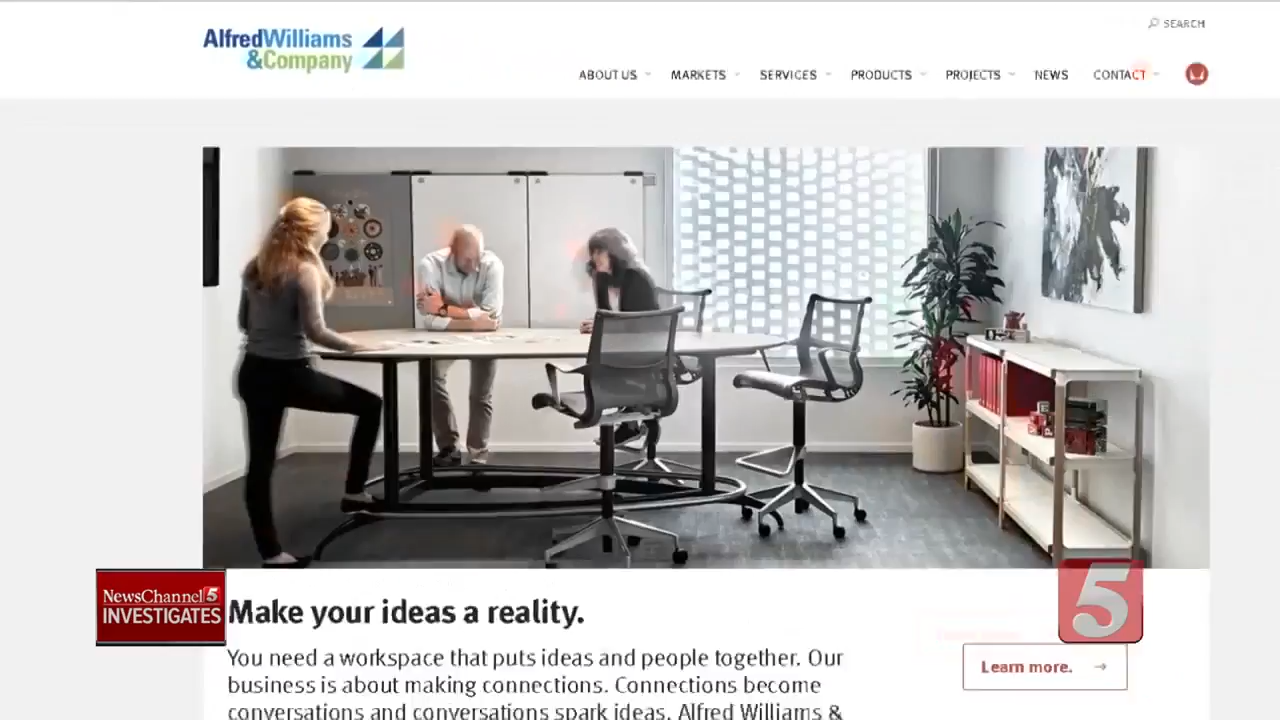 AlfredWilliams
&Company
SEARCH
ABOUT US MARKETS SERVICES PRODUCTS PROJECTS NEWS CONTACT
NewsChannel 5
INVESTIGATES
5
Make your ideas a reality.
You need a workspace that puts ideas and people together. Our
business is about making connections. Connections become
conversations and conversations spark ideas. Alfred Williams &
Learn more. →